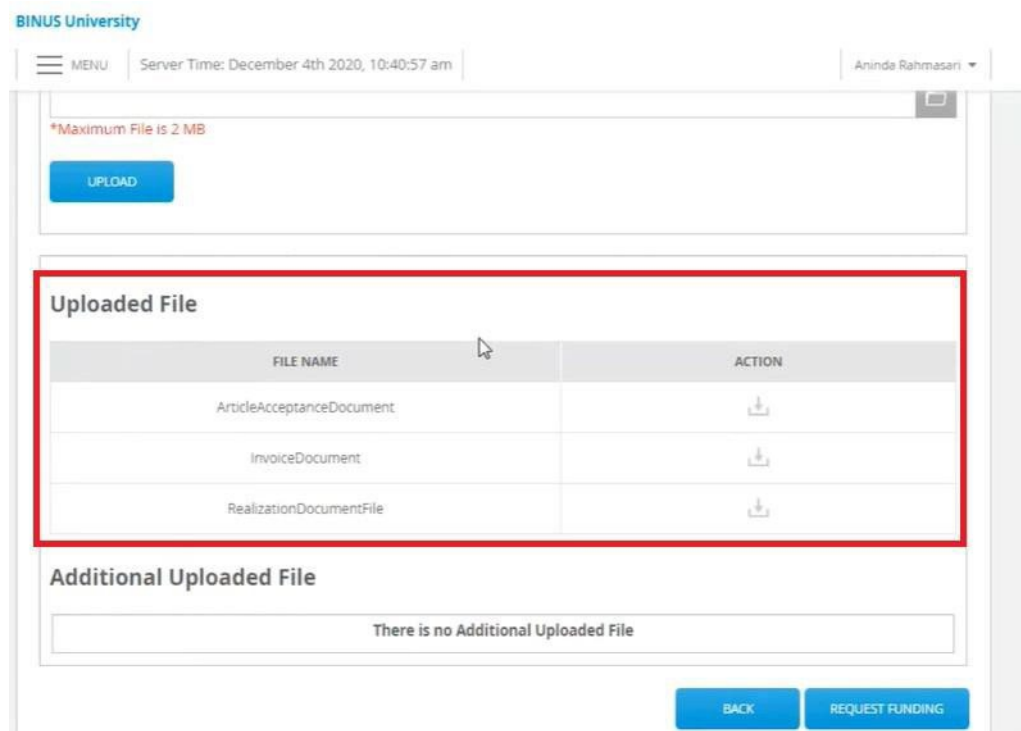 BINUS University
MENU Server Time: December 4th 2020, 10:40:57 am Aninda Rahmasari
*Maximum File is 2 MB
UPLOAD
Uploaded File
FILE NAME ACTION
ArticleAcceptanceDocument
InvoiceDocument
RealizationDocumentFile
Additional Uploaded File
There is no Additional Uploaded File
BACK REQUEST FUNDING